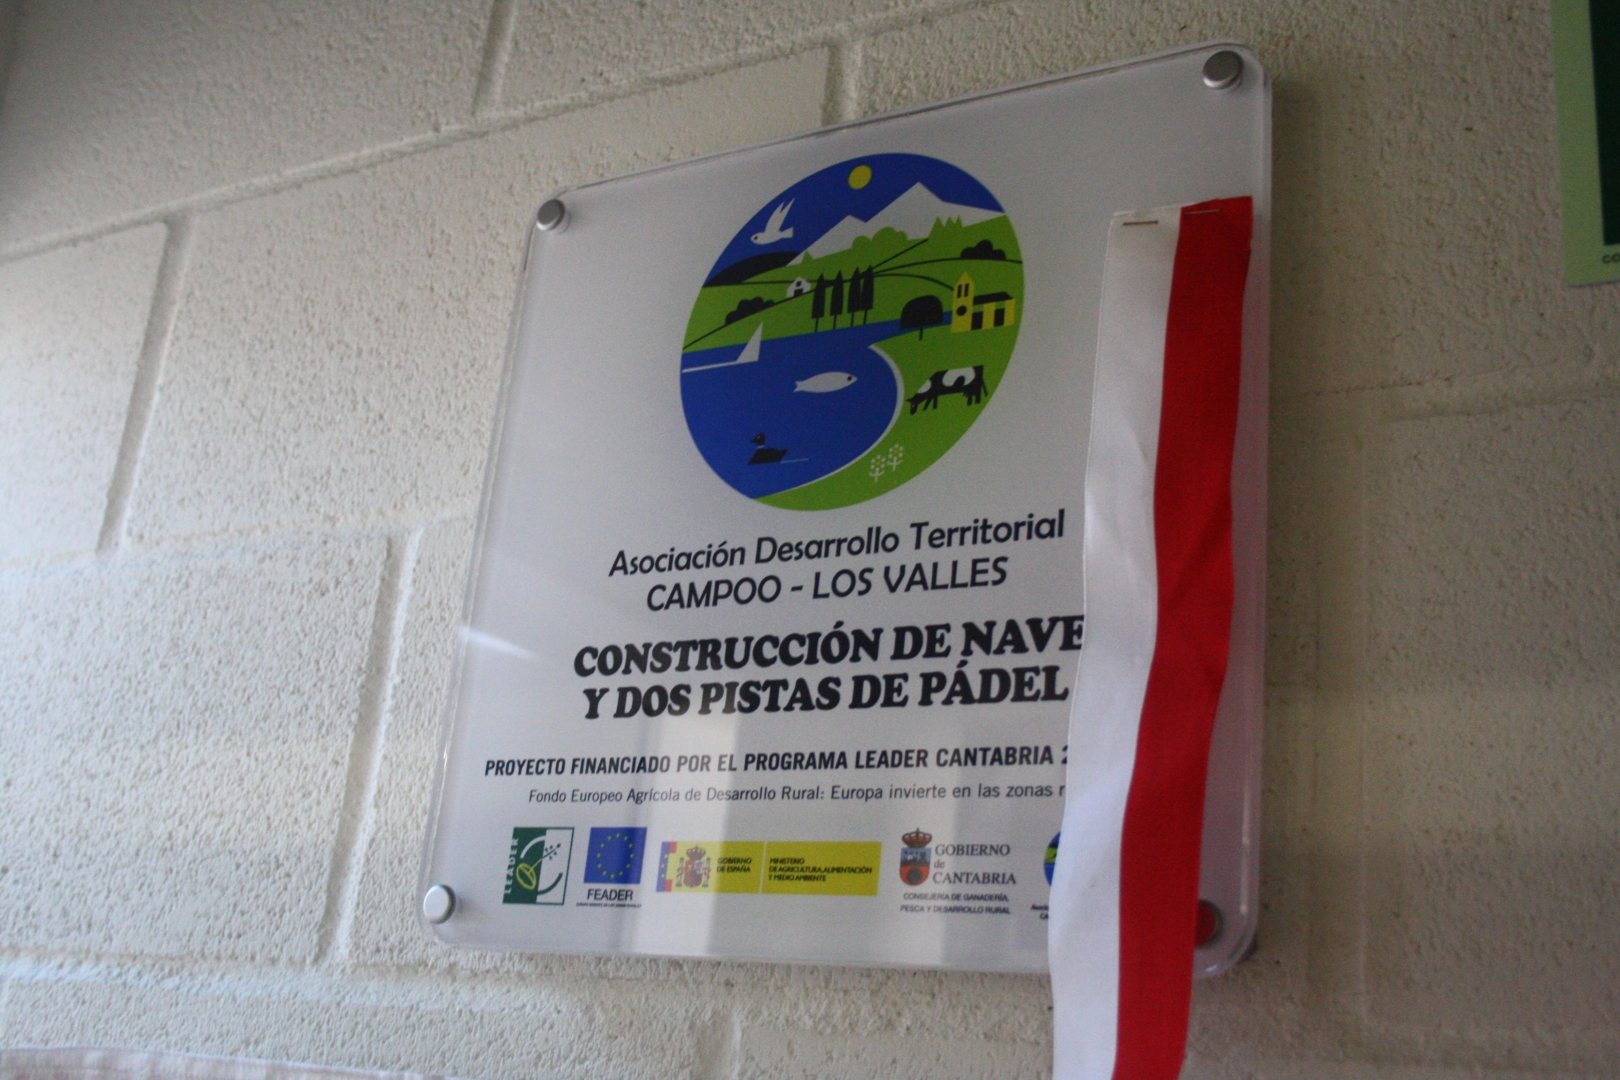 Asociación Desarrollo Territorial
CAMPOO - LOS VALLES
CONSTRUCCIÓN DE NAVE
Y DOS PISTAS DE PÁDEL
PROYECTO FINANCIADO POR EL PROGRAMA LEADER CANTABRIA
Fondo Europeo Agrícola de Desarrollo Rural: Europa invierte en las zonas
LEADER
FEADER
GOBIERNO
DE ESPAÑA
MINISTERIO
DE AGRICULTURA, ALIMENTACIÓN
Y MEDIO AMBIENTE
GOBIERNO
de
CANTABRIA
CONSEJERÍA DE GANADERÍA,
PESCA Y DESARROLLO RURAL